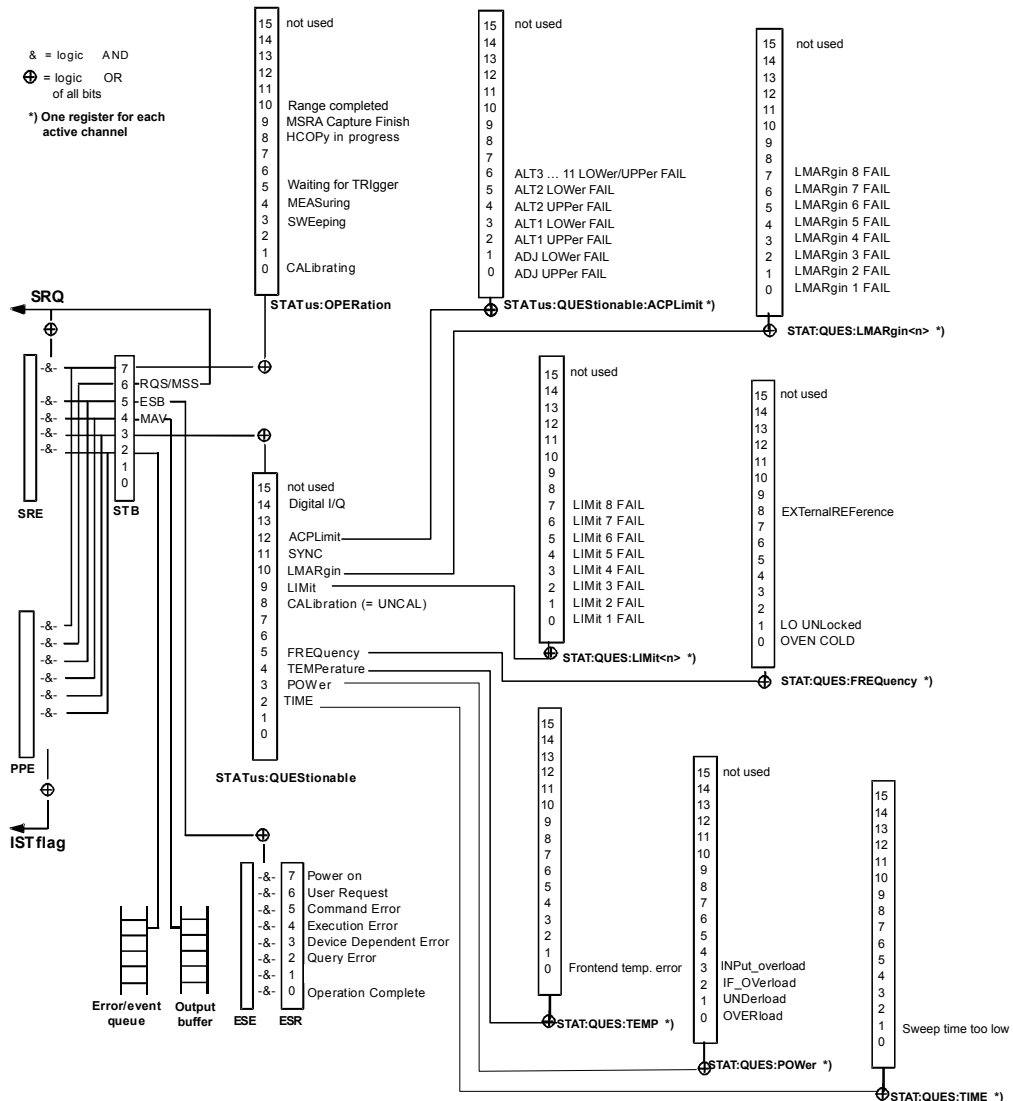 & = logic AND
⊕ = logic OR
of all bits
*) One register for each
active channel
15 not used
14
13
12
11
10 Range completed
9 MSRA Capture Finish
8 HCOPy in progress
7
6
5 Waiting for TRIgger
4 MEASuring
3 SWEeping
2
1
0 CALibrating
STATus:OPERation
15 not used
14
13
12
11
10
9
8
7
6 ALT3 ... 11 LOWer/UPPer FAIL
5 ALT2 LOWer FAIL
4 ALT2 UPPer FAIL
3 ALT1 LOWer FAIL
2 ALT1 UPPer FAIL
1 ADJ LOWer FAIL
0 ADJ UPPer FAIL
STATus:QUEStionable:ACPLimit *)
15 not used
14
13
12
11
10
9
8
7 LMARgin 8 FAIL
6 LMARgin 7 FAIL
5 LMARgin 6 FAIL
4 LMARgin 5 FAIL
3 LMARgin 4 FAIL
2 LMARgin 3 FAIL
1 LMARgin 2 FAIL
0 LMARgin 1 FAIL
STAT:QUES:LMARgin<n> *)
SRQ
-&-
-&-
-&-
-&-
-&-
SRE
7
6 RQS/MSS
5 ESB
4 MAV
3
2
1
0
STB
15 not used
14 Digital I/Q
13
12 ACPLimit
11 SYNC
10 LMARgin
9 LIMit
8 CALibration (= UNCAL)
7
6
5 FREQuency
4 TEMPerature
3 POWer
2 TIME
1
0
STATus:QUEStionable
15 not used
14
13
12
11
10
9
8
7 LIMit 8 FAIL
6 LIMit 7 FAIL
5 LIMit 6 FAIL
4 LIMit 5 FAIL
3 LIMit 4 FAIL
2 LIMit 3 FAIL
1 LIMit 2 FAIL
0 LIMit 1 FAIL
STAT:QUES:LIMit<n> *)
15 not used
14
13
12
11
10
9
8 EXTernalREFerence
7
6
5
4
3
2
1 LO UNLocked
0 OVEN COLD
STAT:QUES:FREQuency *)
-&-
-&-
-&-
-&-
-&-
-&-
PPE
ISTflag
Error/event
queue
Output
buffer
-&- 7 Power on
-&- 6 User Request
-&- 5 Command Error
-&- 4 Execution Error
-&- 3 Device Dependent Error
-&- 2 Query Error
-&- 1
-&- 0 Operation Complete
ESE ESR
15
14
13
12
11
10
9
8
7
6
5
4
3
2
1
0 Frontend temp. error
STAT:QUES:TEMP *)
15 not used
14
13
12
11
10
9
8
7
6
5
4
3 INPut_overload
2 IF_OVerload
1 UNDerload
0 OVERload
STAT:QUES:POWer *)
15
14
13
12
11
10
9
8
7
6
5
4
3
2
1
0 Sweep time too low
STAT:QUES:TIME *)